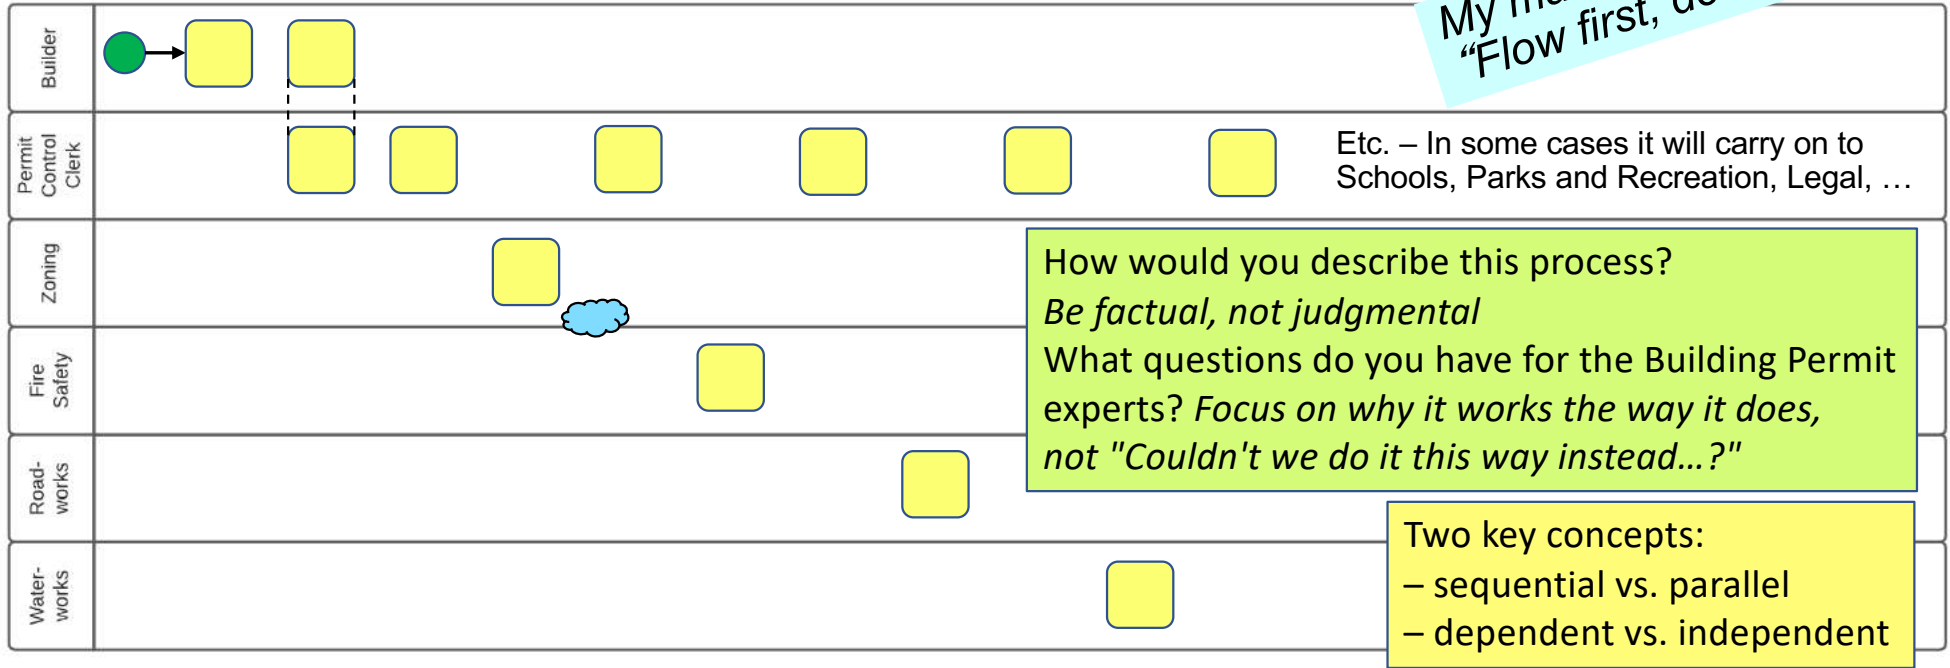 My
"Flow first,
Builder
Permit
Control
Clerk
Etc. – In some cases it will carry on to
Schools, Parks and Recreation, Legal, …
Zoning
How would you describe this process?
Be factual, not judgmental
What questions do you have for the Building Permit
experts? Focus on why it works the way it does,
not "Couldn't we do it this way instead…?"
Fire
Safety
Road-
works
Two key concepts:
– sequential vs. parallel
– dependent vs. independent
Water-
works